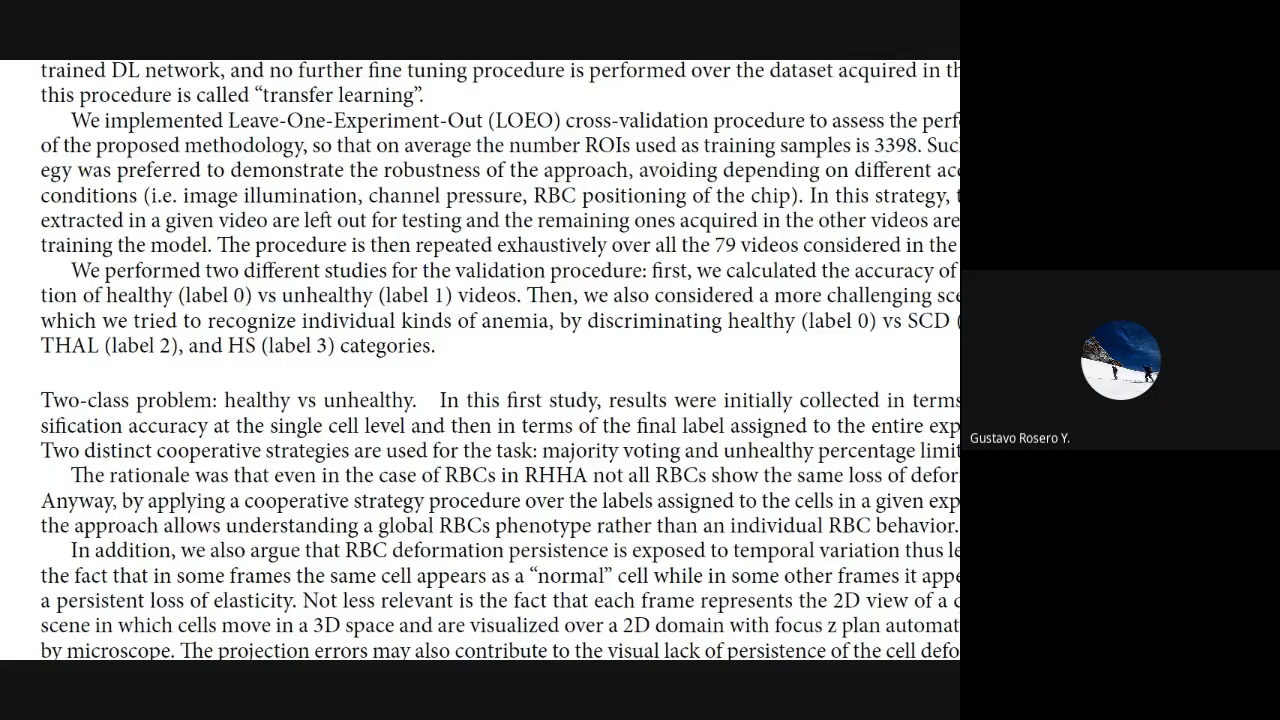 trained DL network, and no further fine tuning procedure is performed over the dataset acquired in th
this procedure is called “transfer learning”.
We implemented Leave-One-Experiment-Out (LOEO) cross-validation procedure to assess the perf
of the proposed methodology, so that on average the number ROIs used as training samples is 3398. Suc
egy was preferred to demonstrate the robustness of the approach, avoiding depending on different acc
conditions (i.e. image illumination, channel pressure, RBC positioning of the chip). In this strategy, t
extracted in a given video are left out for testing and the remaining ones acquired in the other videos are
training the model. The procedure is then repeated exhaustively over all the 79 videos considered in the
We performed two different studies for the validation procedure: first, we calculated the accuracy of
tion of healthy (label 0) vs unhealthy (label 1) videos. Then, we also considered a more challenging sce
which we tried to recognize individual kinds of anemia, by discriminating healthy (label 0) vs SCD (
THAL (label 2), and HS (label 3) categories.
Two-class problem: healthy vs unhealthy. In this first study, results were initially collected in terms
sification accuracy at the single cell level and then in terms of the final label assigned to the entire exp
Two distinct cooperative strategies are used for the task: majority voting and unhealthy percentage limit
The rationale was that even in the case of RBCs in RHHA not all RBCs show the same loss of defor
Anyway, by applying a cooperative strategy procedure over the labels assigned to the cells in a given exp
the approach allows understanding a global RBCs phenotype rather than an individual RBC behavior.
In addition, we also argue that RBC deformation persistence is exposed to temporal variation thus le
the fact that in some frames the same cell appears as a “normal” cell while in some other frames it appe
a persistent loss of elasticity. Not less relevant is the fact that each frame represents the 2D view of a c
scene in which cells move in a 3D space and are visualized over a 2D domain with focus z plan automat
by microscope. The projection errors may also contribute to the visual lack of persistence of the cell defo
Gustavo Rosero Y.